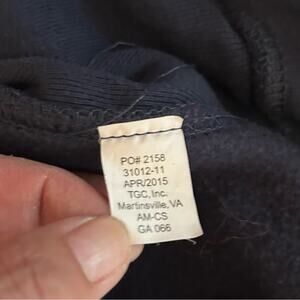 PO# 2158
31012-11
APR/2015
TGC, Inc.
Martinsville, VA
AM-CS
GA 066